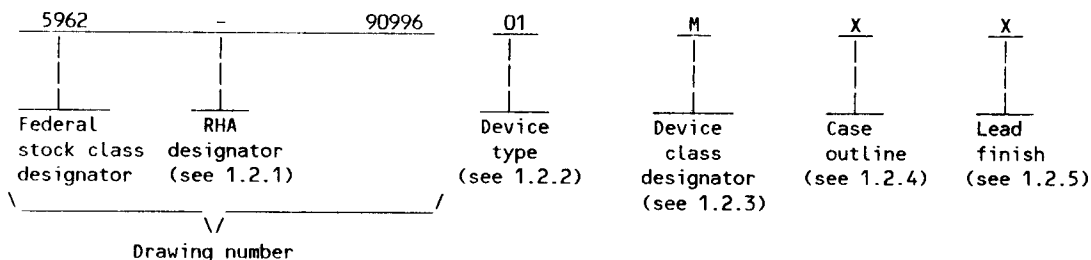 5962 - 90996 01 M X X
Federal stock class designator
RHA designator (see 1.2.1)
Device type (see 1.2.2)
Device class designator (see 1.2.3)
Case outline (see 1.2.4)
Lead finish (see 1.2.5)
\ /
\/
Drawing number